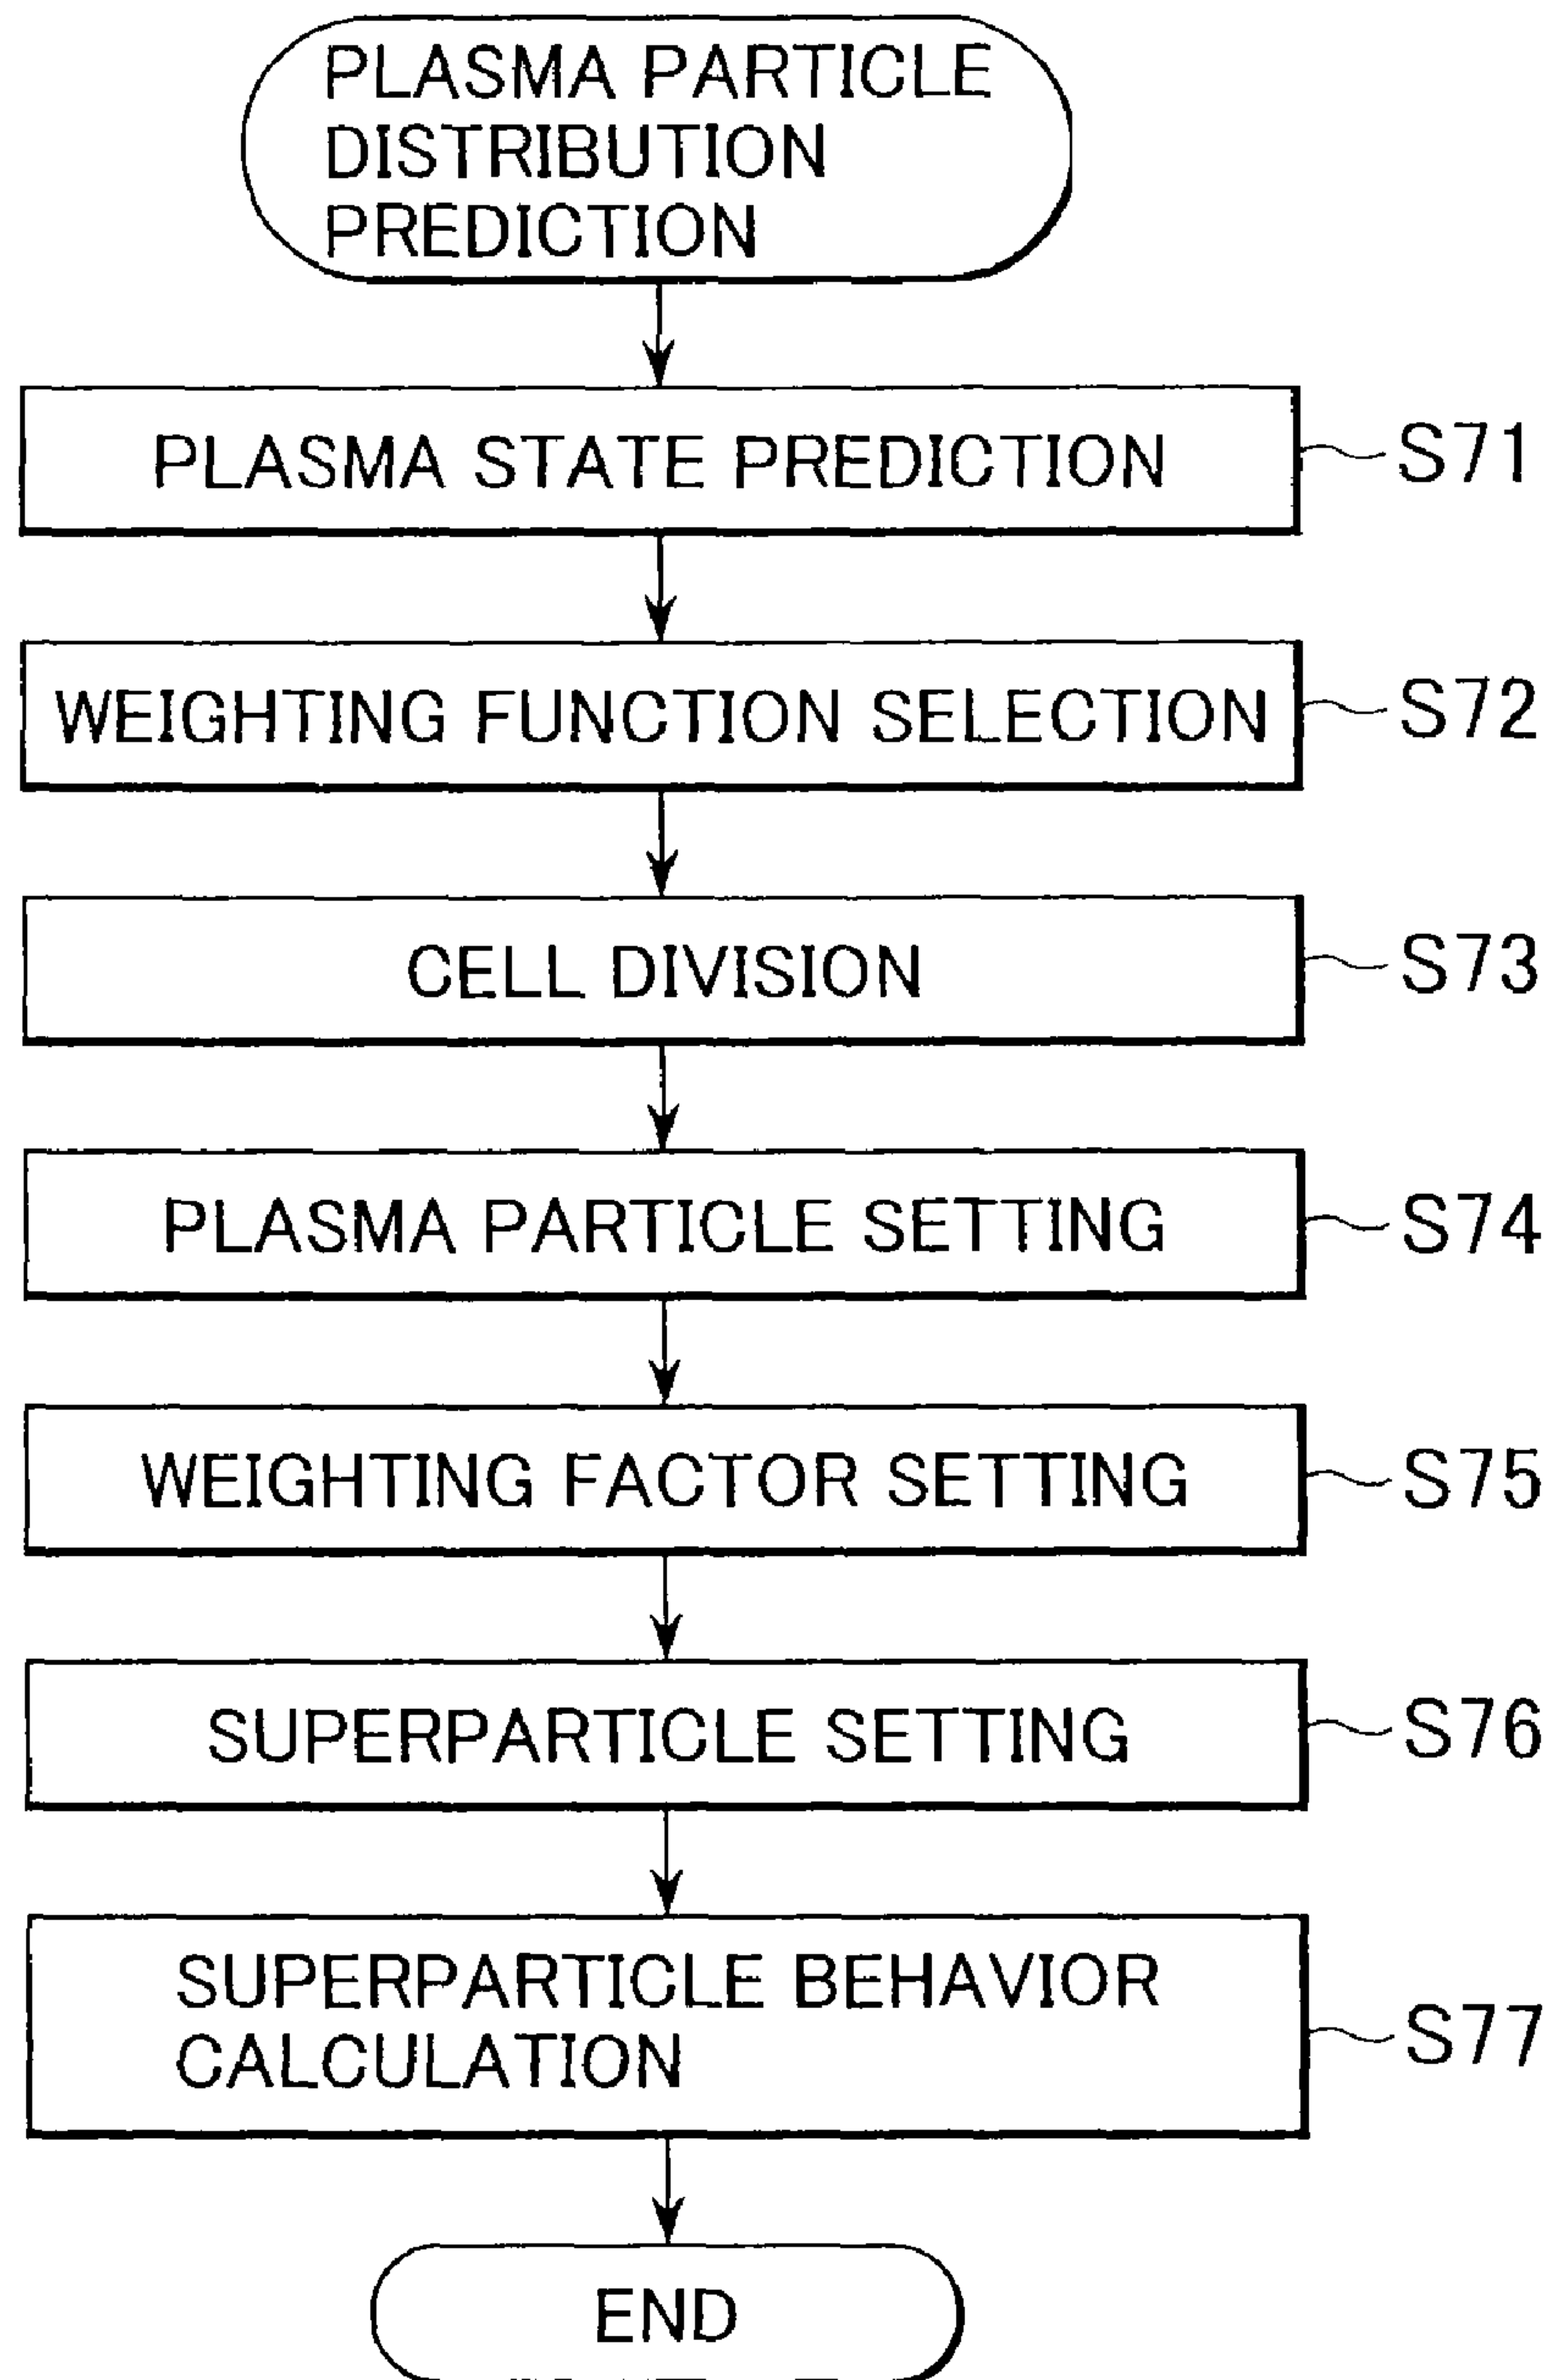 PLASMA PARTICLE
DISTRIBUTION
PREDICTION
PLASMA STATE PREDICTION
S71
WEIGHTING FUNCTION SELECTION
S72
CELL DIVISION
S73
PLASMA PARTICLE SETTING
S74
WEIGHTING FACTOR SETTING
S75
SUPERPARTICLE SETTING
S76
SUPERPARTICLE BEHAVIOR
CALCULATION
S77
END